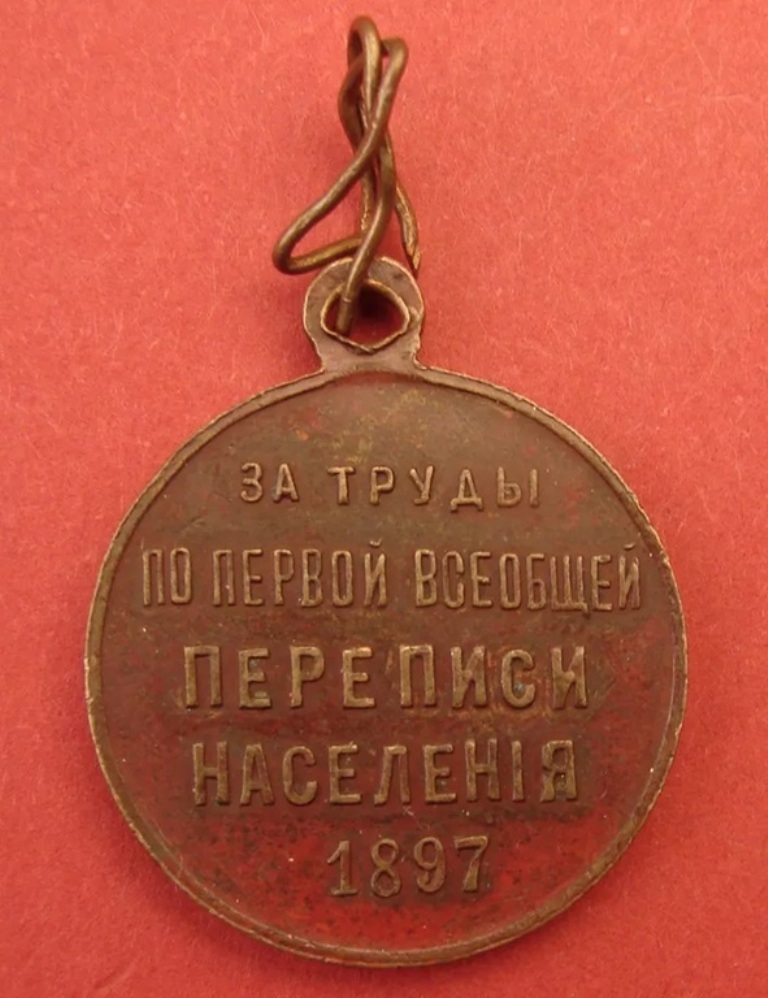 ЗА ТРУДЫ
ПО ПЕРВОЙ ВСЕОБЩЕЙ
ПЕРЕПИСИ
НАСЕЛЕНІЯ
1897